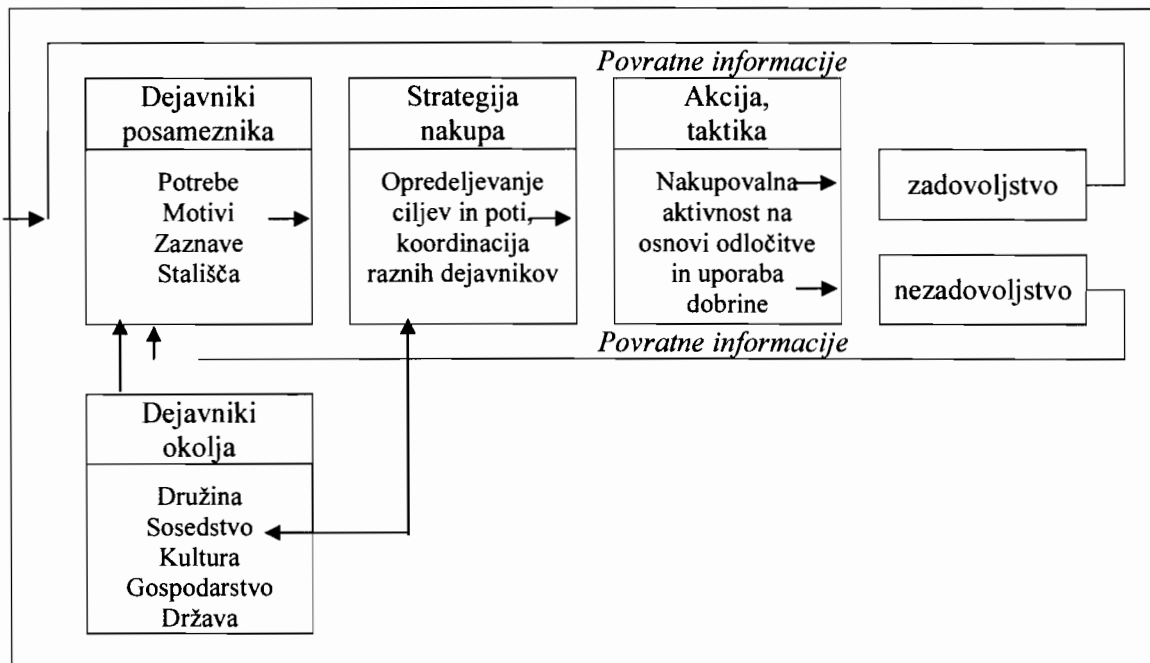 Povratne informacije
Dejavniki
posameznika
Potrebe
Motivi
Zaznave
Stališča
Strategija
nakupa
Opredeljevanje
ciljev in poti,
koordinacija
raznih dejavnikov
Akcija,
taktika
Nakupovalna
aktivnost na
osnovi odločitve
in uporaba
dobrine
zadovoljstvo
nezadovoljstvo
Povratne informacije
Dejavniki
okolja
Družina
Sosedstvo
Kultura
Gospodarstvo
Država